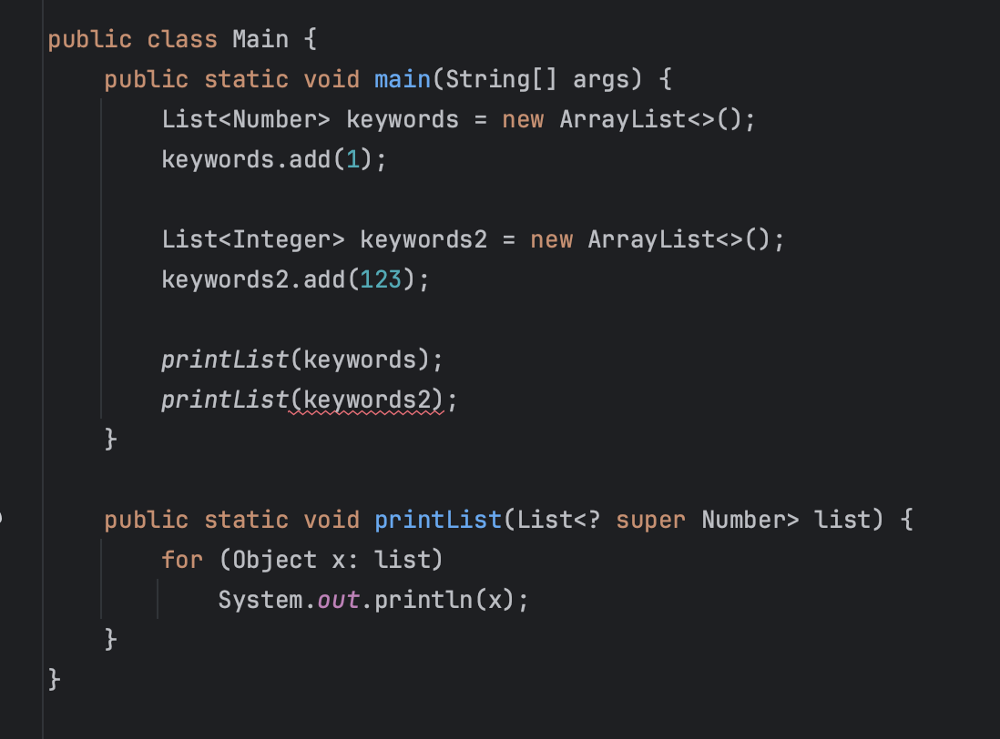 public class Main {
    public static void main(String[] args) {
        List<Number> keywords = new ArrayList<>();
        keywords.add(1);

        List<Integer> keywords2 = new ArrayList<>();
        keywords2.add(123);

        printList(keywords);
        printList(keywords2);
    }

    public static void printList(List<? super Number> list) {
        for (Object x: list)
            System.out.println(x);
    }
}